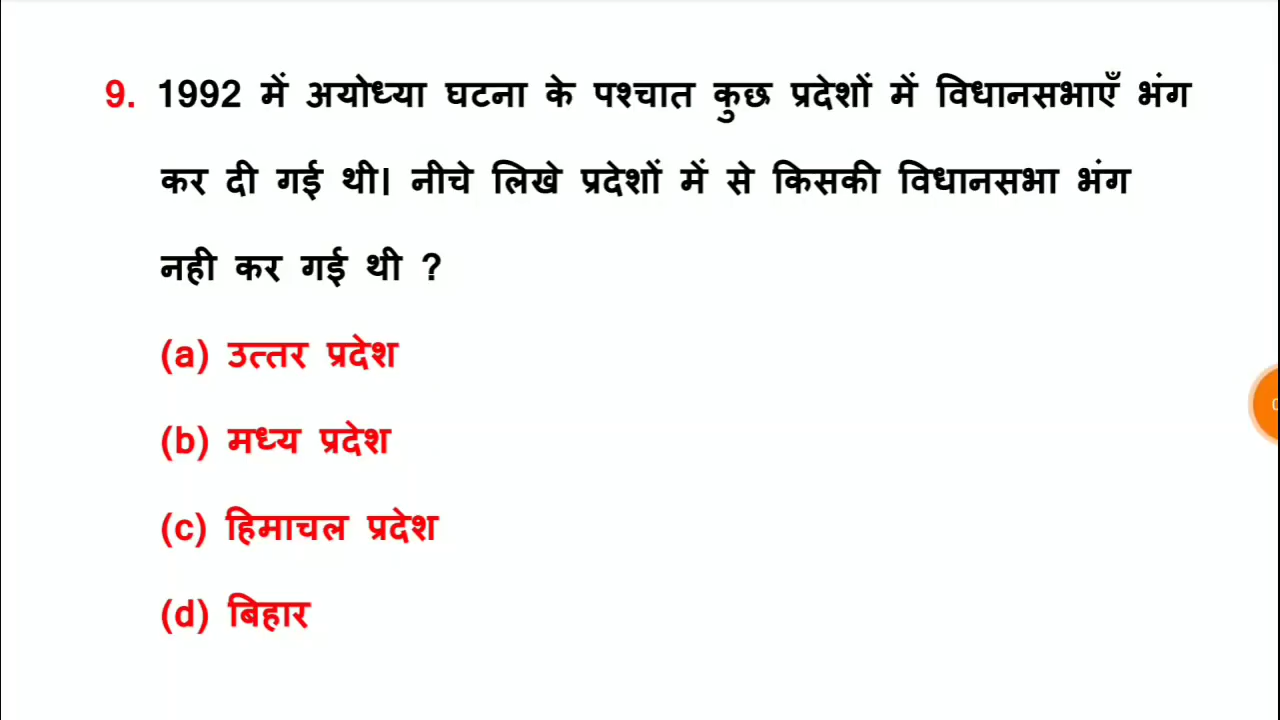 9. 1992 में अयोध्या घटना के पश्चात कुछ प्रदेशों में विधानसभाएँ भंग
कर दी गई थी। नीचे लिखे प्रदेशों में से किसकी विधानसभा भंग
नही कर गई थी ?
(a) उत्तर प्रदेश
(b) मध्य प्रदेश
(c) हिमाचल प्रदेश
(d) बिहार